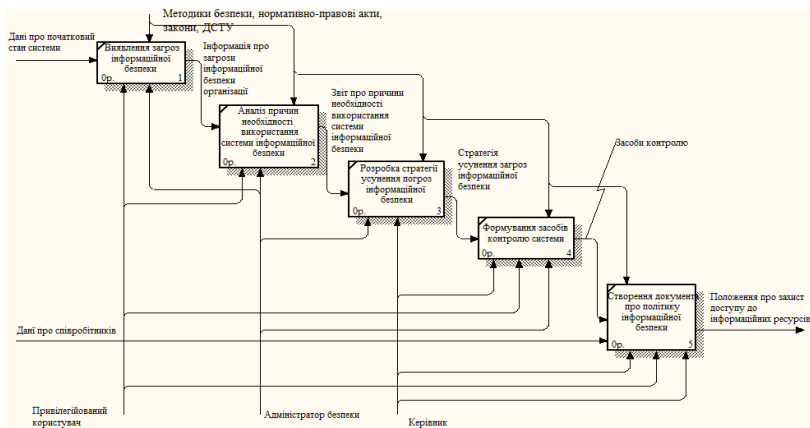 Методики безпеки, нормативно-правові акти,
закони, ДСТУ
Дані про початковий
стан системи
Виявлення загроз
інформаційної
безпеки
0р.
1
Інформація про
загрози
інформаційної
безпеки
організації
Аналіз причин
необхідності
використання
системи інформаційної
безпеки
0р.
2
Звіт про причини
необхідності
використання
системи
інформаційної
безпеки
Розробка стратегії
усунення погроз
інформаційної
безпеки
0р.
3
Стратегія
усунення загроз
інформаційної
безпеки
Засоби контролю
Формування засобів
контролю системи
0р.
4
Створення документа
про політику
інформаційної
безпеки
0р.
5
Положення про захист
доступу до
інформаційних ресурсів
Дані про співробітників
Привілегійований
користувач
Адміністратор безпеки
Керівник